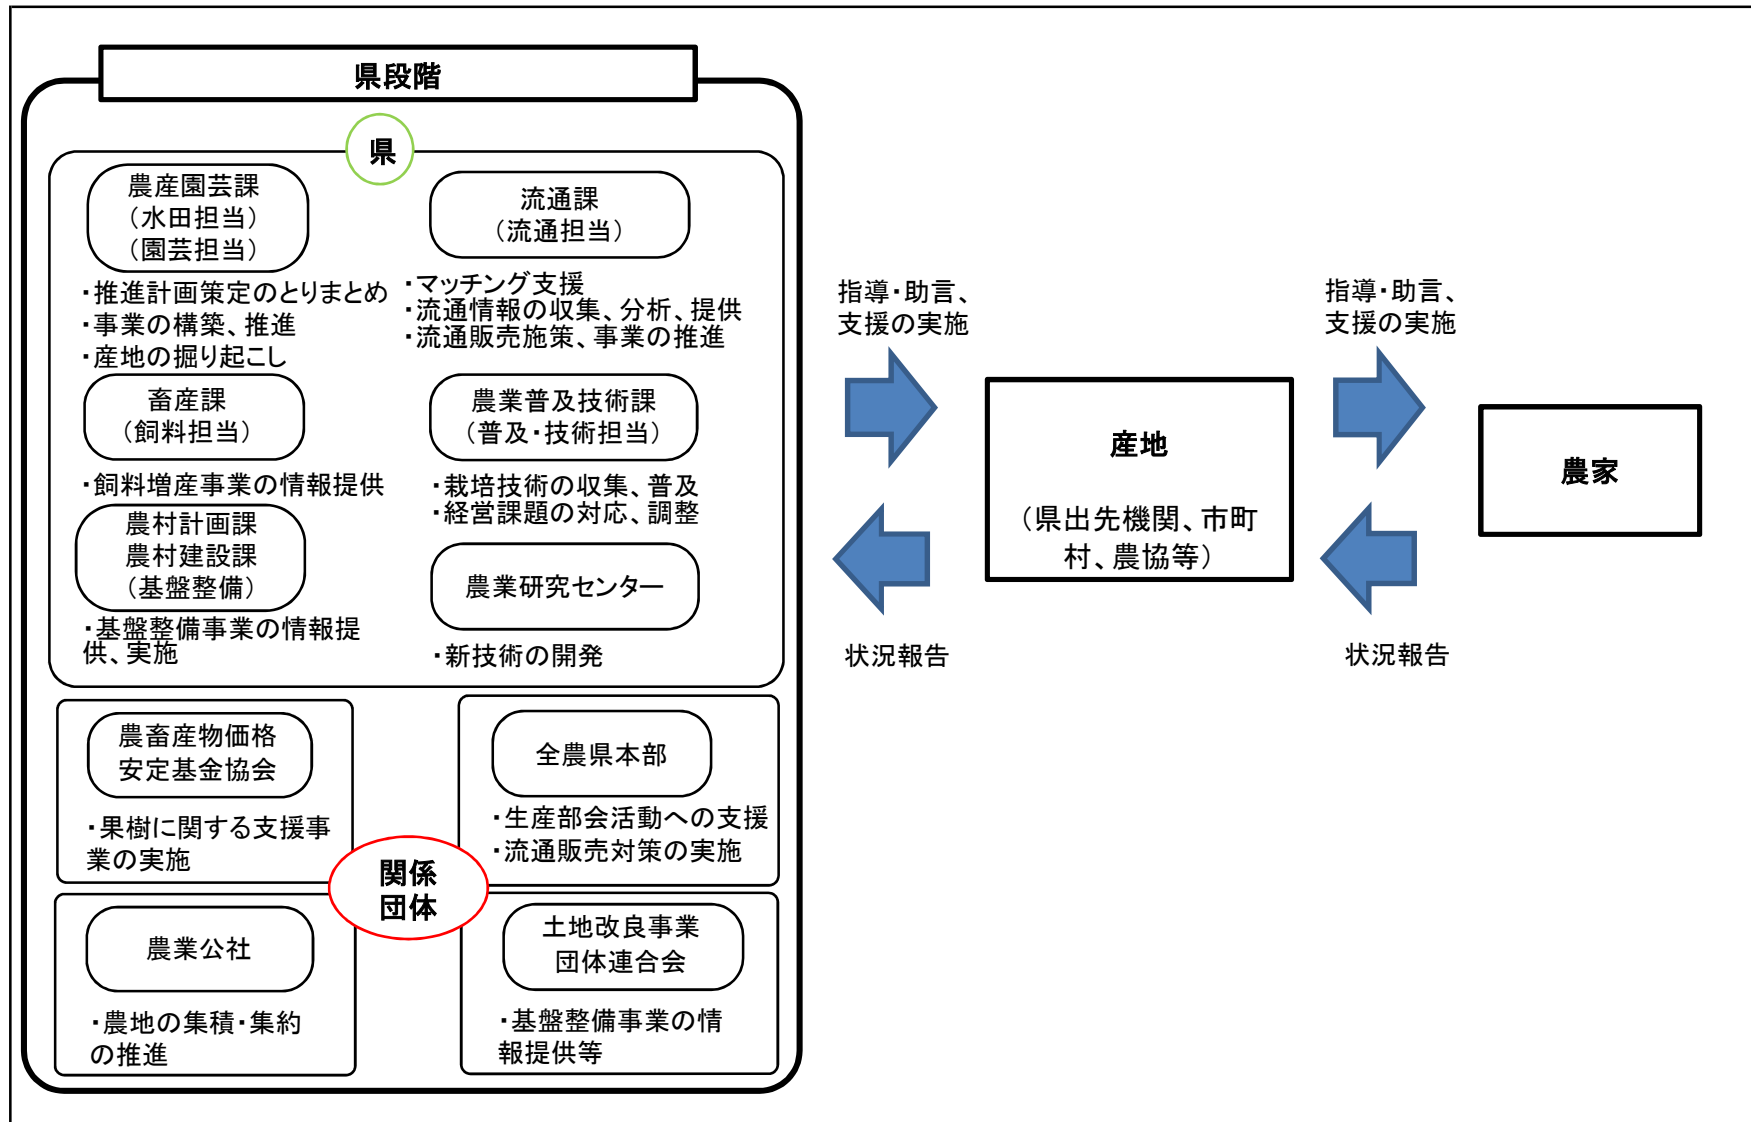 県段階
県
農産園芸課
（水田担当）
（園芸担当）
・推進計画策定のとりまとめ
・事業の構築、推進
・産地の掘り起こし
流通課
（流通担当）
・マッチング支援
・流通情報の収集、分析、提供
・流通販売施策、事業の推進
畜産課
（飼料担当）
・飼料増産事業の情報提供
農業普及技術課
（普及・技術担当）
・栽培技術の収集、普及
・経営課題の対応、調整
農村計画課
農村建設課
（基盤整備）
・基盤整備事業の情報提
供、実施
農業研究センター
・新技術の開発
農畜産物価格
安定基金協会
・果樹に関する支援事
業の実施
全農県本部
・生産部会活動への支援
・流通販売対策の実施
関係
団体
農業公社
・農地の集積・集約
の推進
土地改良事業
団体連合会
・基盤整備事業の情
報提供等
指導・助言、
支援の実施
状況報告
産地
（県出先機関、市町
村、農協等）
指導・助言、
支援の実施
状況報告
農家